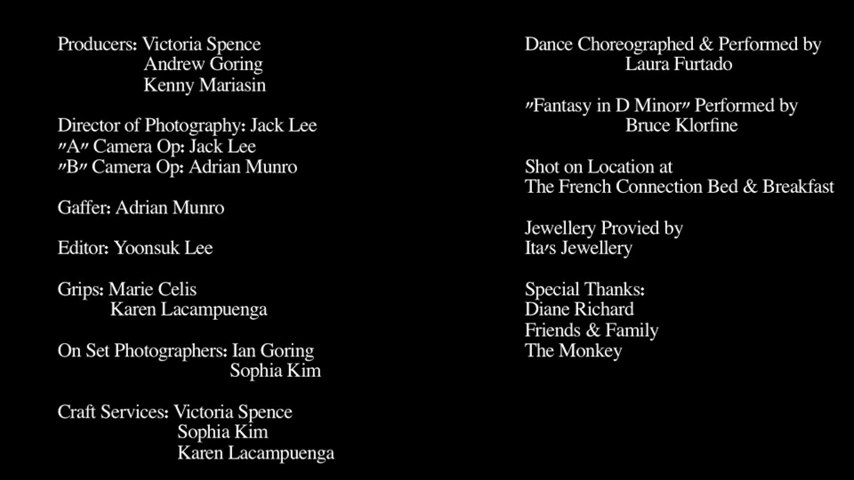 Producers: Victoria Spence
Andrew Goring
Kenny Mariasin
Director of Photography: Jack Lee
"A" Camera Op: Jack Lee
"B" Camera Op: Adrian Munro
Gaffer: Adrian Munro
Editor: Yoonsuk Lee
Grips: Marie Celis
Karen Lacampuenga
On Set Photographers: Ian Goring
Sophia Kim
Craft Services: Victoria Spence
Sophia Kim
Karen Lacampuenga
Dance Choreographed & Performed by
Laura Furtado
"Fantasy in D Minor" Performed by
Bruce Klorfine
Shot on Location at
The French Connection Bed & Breakfast
Jewellery Provied by
Ita's Jewellery
Special Thanks:
Diane Richard
Friends & Family
The Monkey